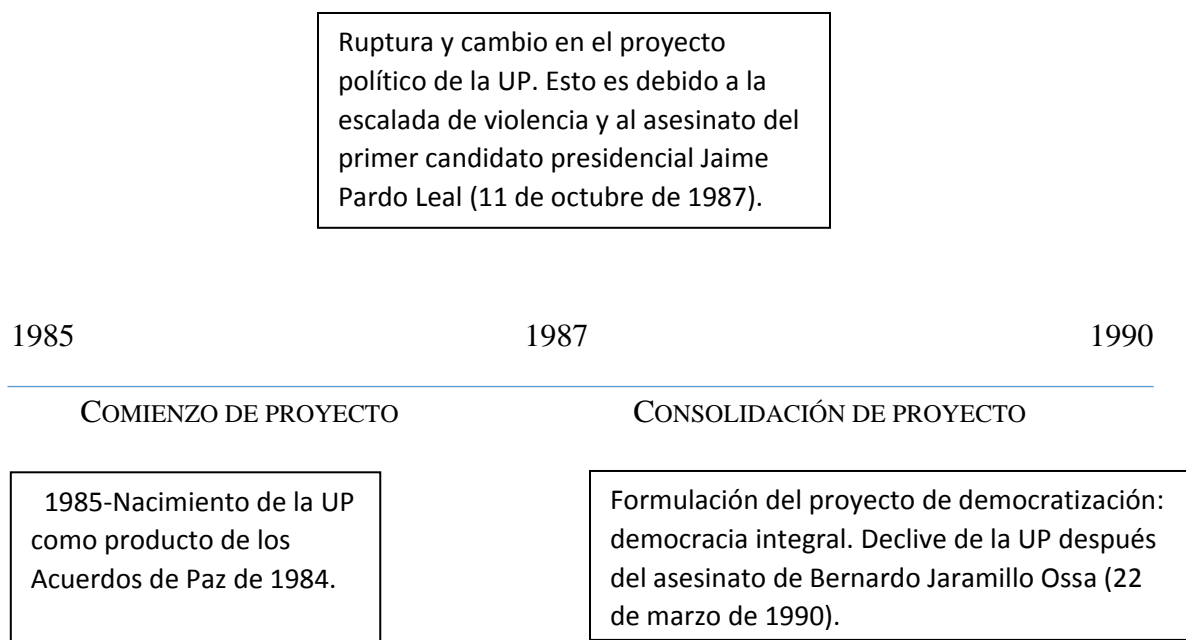 Ruptura y cambio en el proyecto
político de la UP. Esto es debido a la
escalada de violencia y al asesinato del
primer candidato presidencial Jaime
Pardo Leal (11 de octubre de 1987).
1985 1987 1990
COMIENZO DE PROYECTO CONSOLIDACIÓN DE PROYECTO
1985-Nacimiento de la UP
como producto de los
Acuerdos de Paz de 1984.
Formulación del proyecto de democratización:
democracia integral. Declive de la UP después
del asesinato de Bernardo Jaramillo Ossa (22
de marzo de 1990).